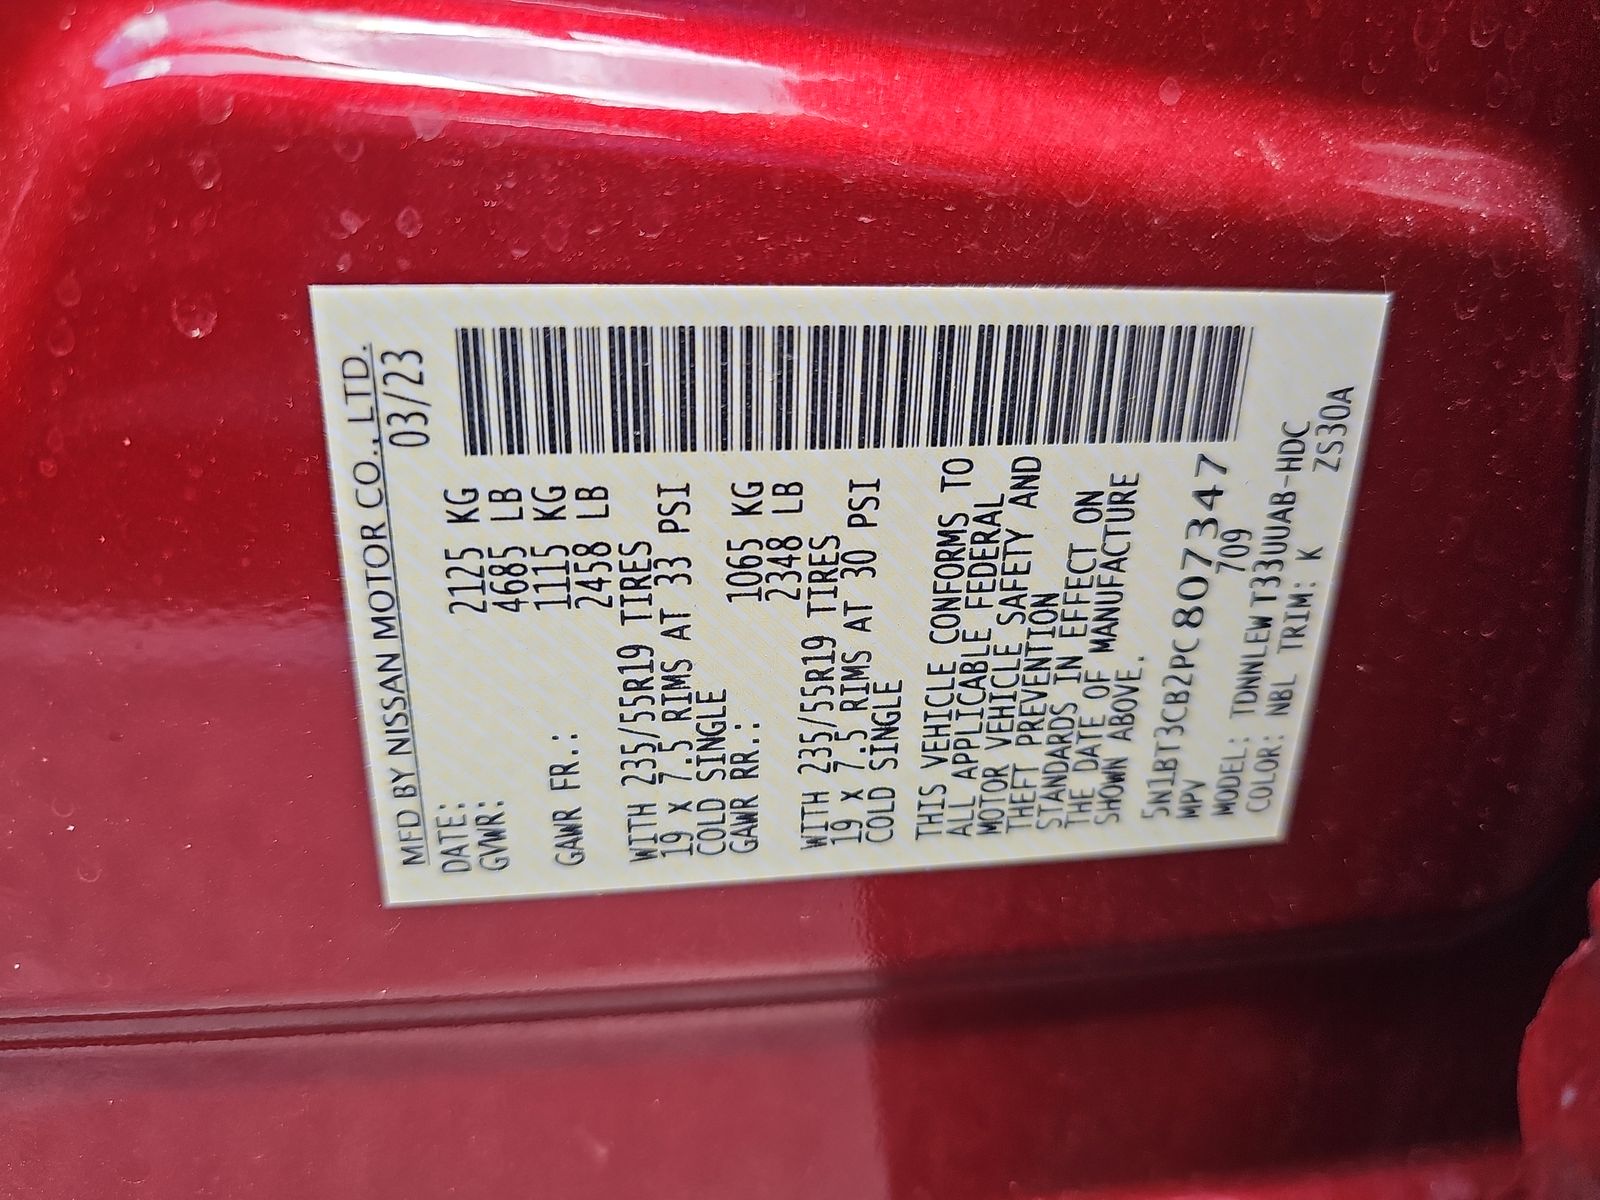 MFD BY NISSAN MOTOR CO., LTD.
DATE: 03/23
GVWR: 2125 KG
4685 LB
GAWR FR.: 1115 KG
2458 LB
WITH 235/55R19 TIRES
19 x 7.5 RIMS AT 33 PSI
COLD SINGLE
GAWR RR.: 1065 KG
2348 LB
WITH 235/55R19 TIRES
19 x 7.5 RIMS AT 30 PSI
COLD SINGLE
THIS VEHICLE CONFORMS TO
ALL APPLICABLE FEDERAL
MOTOR VEHICLE SAFETY AND
THEFT PREVENTION
STANDARDS IN EFFECT ON
THE DATE OF MANUFACTURE
SHOWN ABOVE.
5N1BT3CB2PC807347
MPV 709
MODEL: TDNNLEWT33UUAB-HDC
COLOR: NBL TRIM: K ZS30A